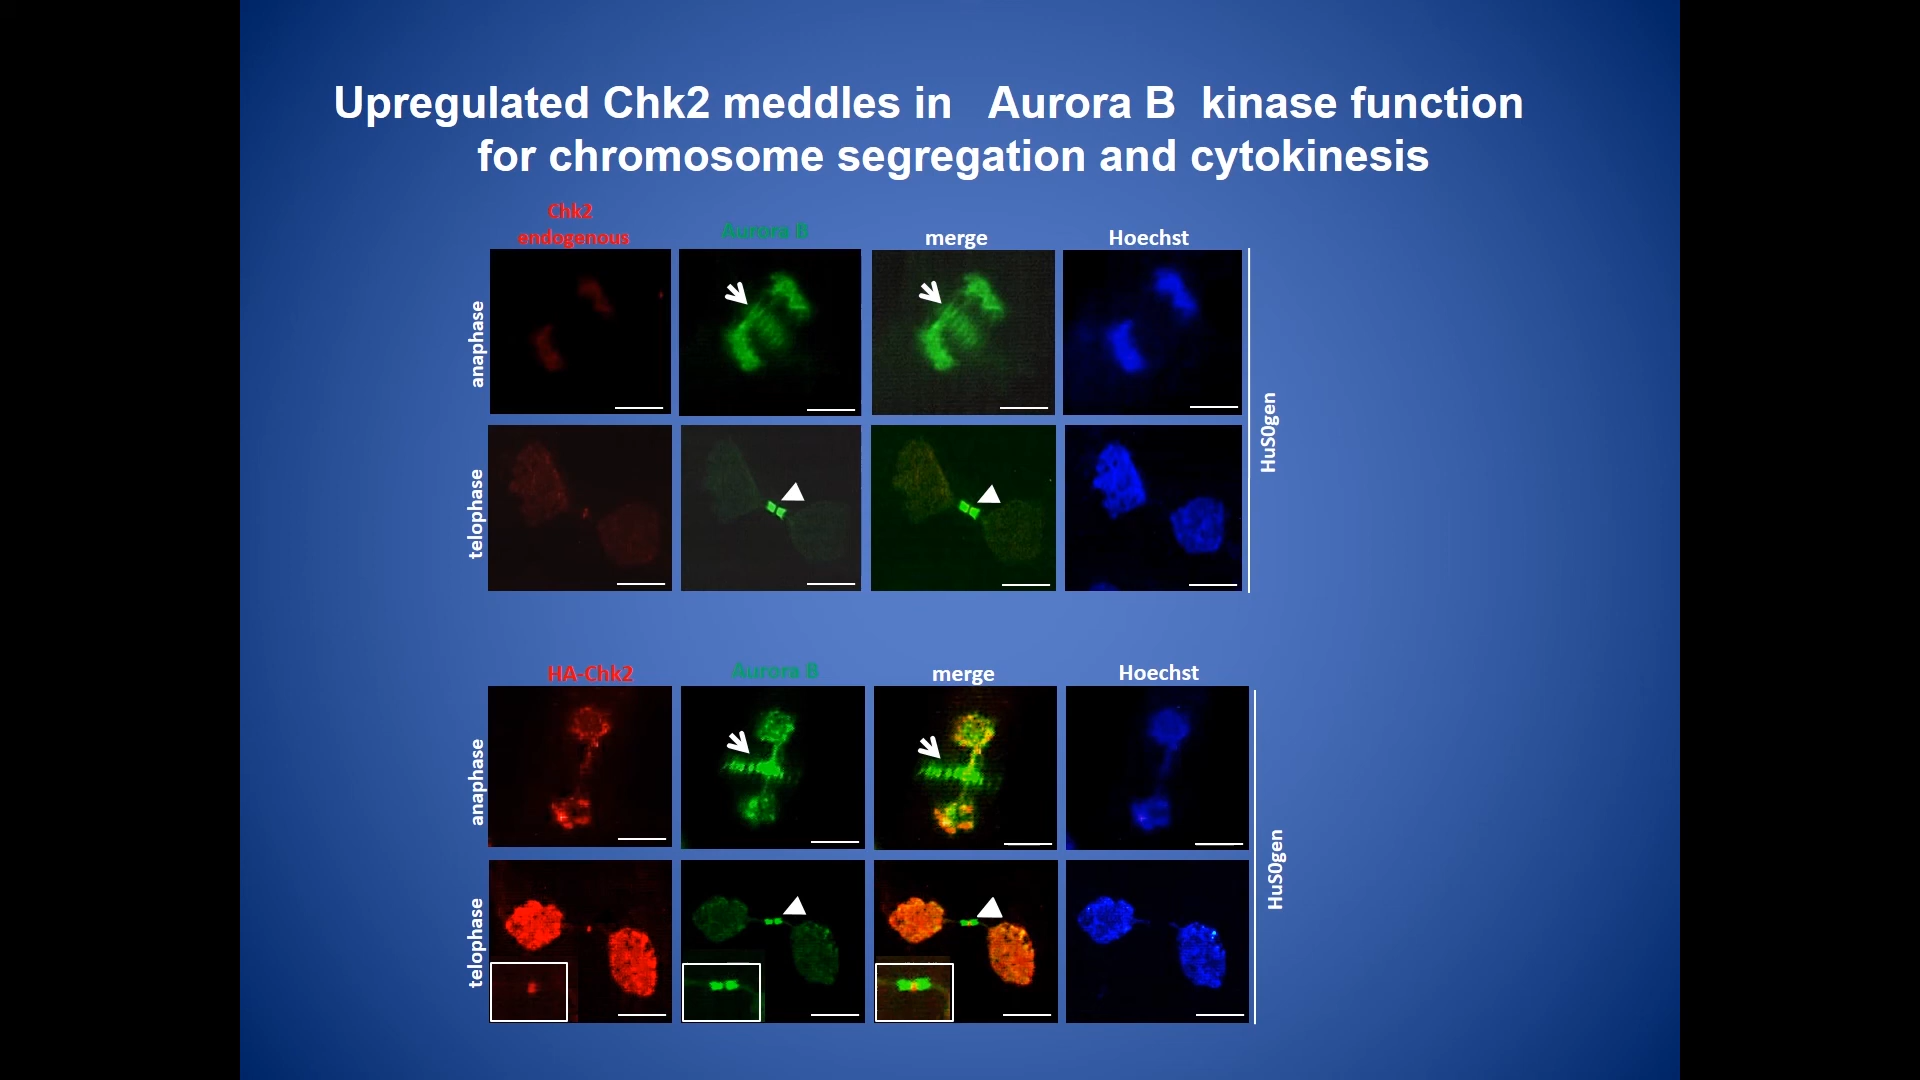 Upregulated Chk2 meddles in Aurora B kinase function
for chromosome segregation and cytokinesis
Chk2
endogenous
Aurora B
merge
Hoechst
anaphase
telophase
HuS0gen
HA-Chk2
Aurora B
merge
Hoechst
anaphase
telophase
HuS0gen